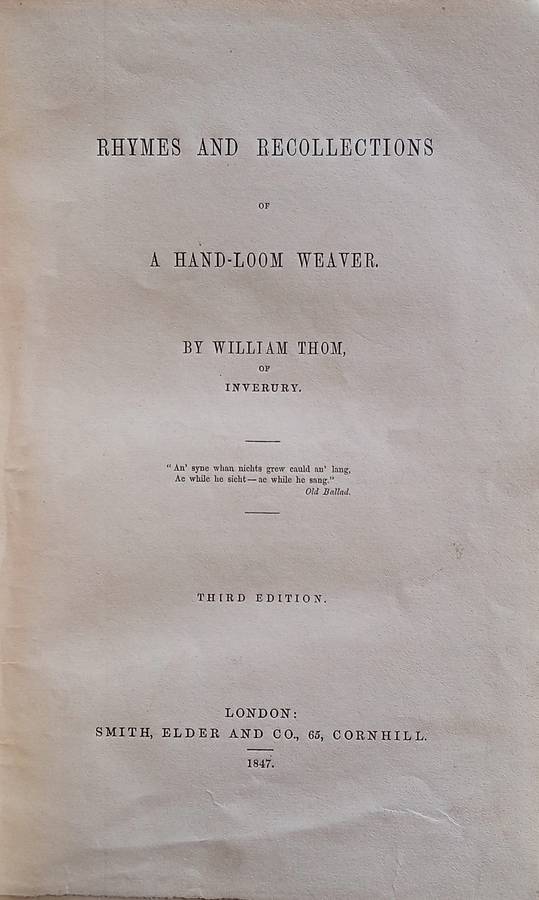 RHYMES AND RECOLLECTIONS
OF
A HAND-LOOM WEAVER.
BY WILLIAM THOM,
OF
INVERURY.
"An' syne whan nichts grew cauld an' lang,
Ae while he sicht—ae while he sang."
Old Ballad.
THIRD EDITION.
LONDON:
SMITH, ELDER AND CO., 65, CORNHILL.
1847.